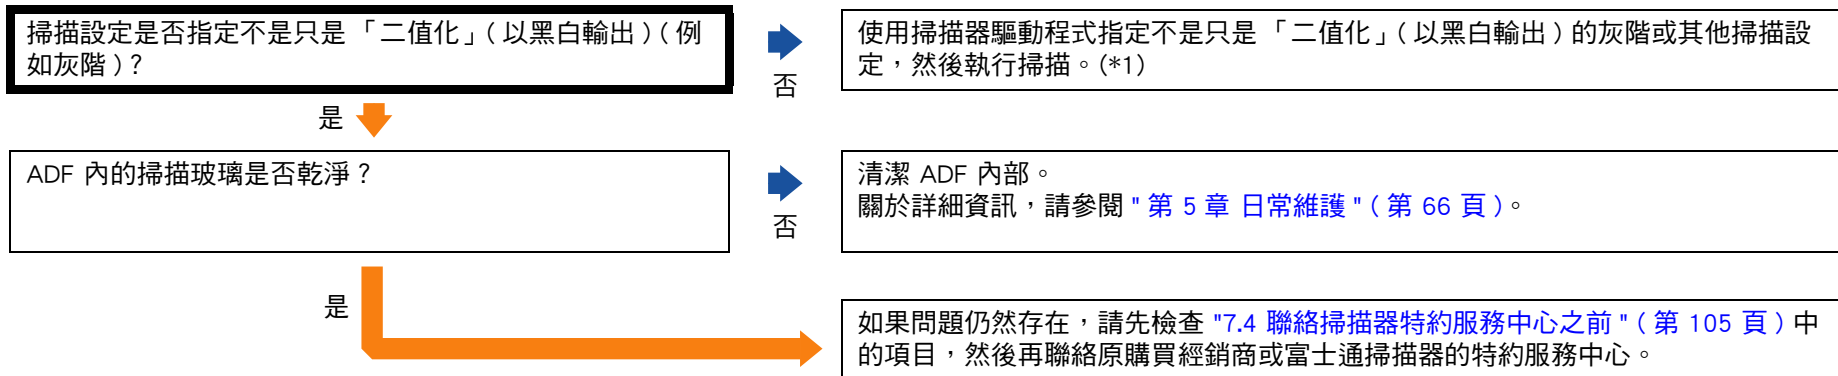 掃描設定是否指定不是只是「二值化」( 以黑白輸出 ) ( 例
如灰階 ) ?
否
使用掃描器驅動程式指定不是只是「二值化」( 以黑白輸出 ) 的灰階或其他掃描設
定，然後執行掃描。(*1)
是
ADF 內的掃描玻璃是否乾淨 ?
否
清潔 ADF 內部。
關於詳細資訊，請參閱 " 第 5 章 日常維護 " ( 第 66 頁 )。
是
如果問題仍然存在，請先檢查 "7.4 聯絡掃描器特約服務中心之前 " ( 第 105 頁 ) 中
的項目，然後再聯絡原購買經銷商或富士通掃描器的特約服務中心。